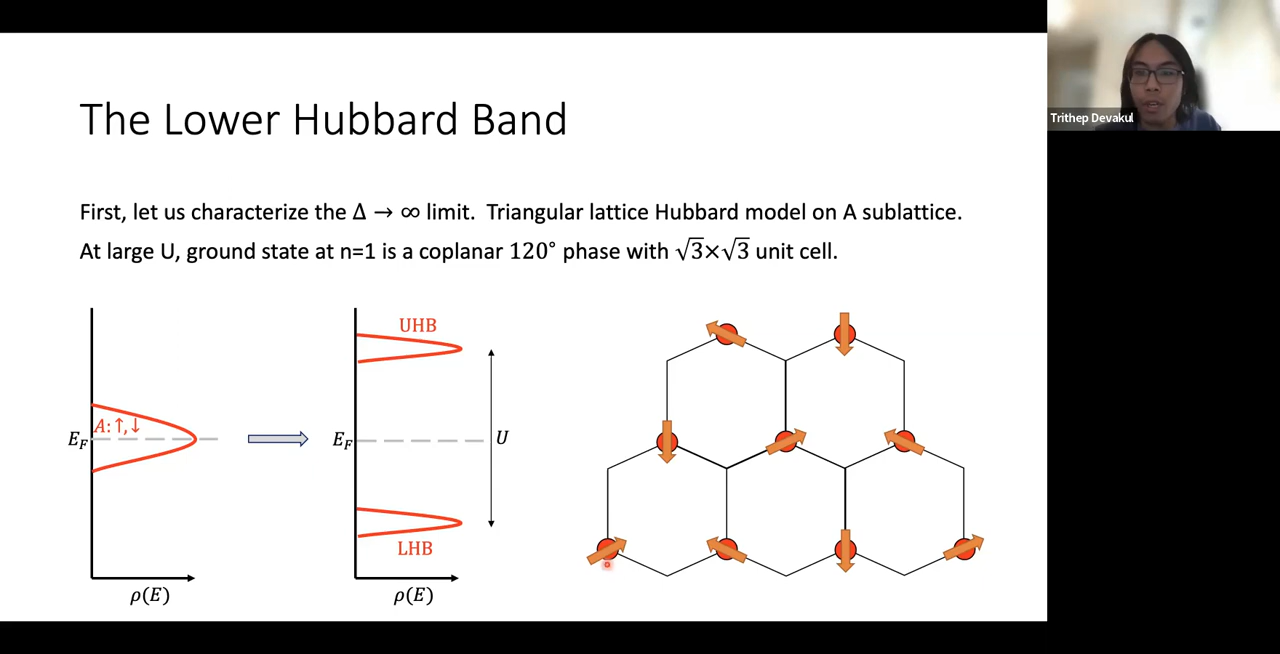 The Lower Hubbard Band
Trithep Devakul
First, let us characterize the Δ → ∞ limit. Triangular lattice Hubbard model on A sublattice.
At large U, ground state at n=1 is a coplanar 120° phase with √3×√3 unit cell.
UHB
A:↑,↓
E_F
E_F
U
LHB
ρ(E)
ρ(E)